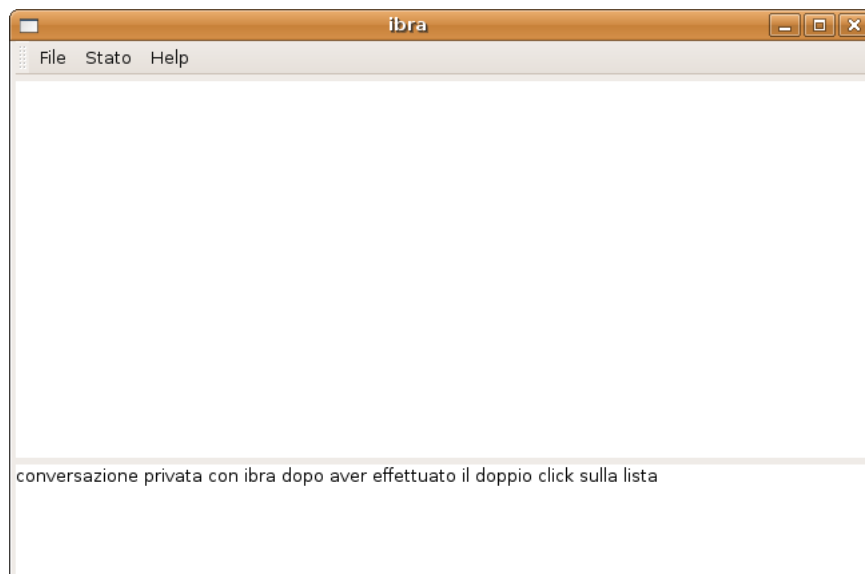 ibra
File Stato Help
conversazione privata con ibra dopo aver effettuato il doppio click sulla lista